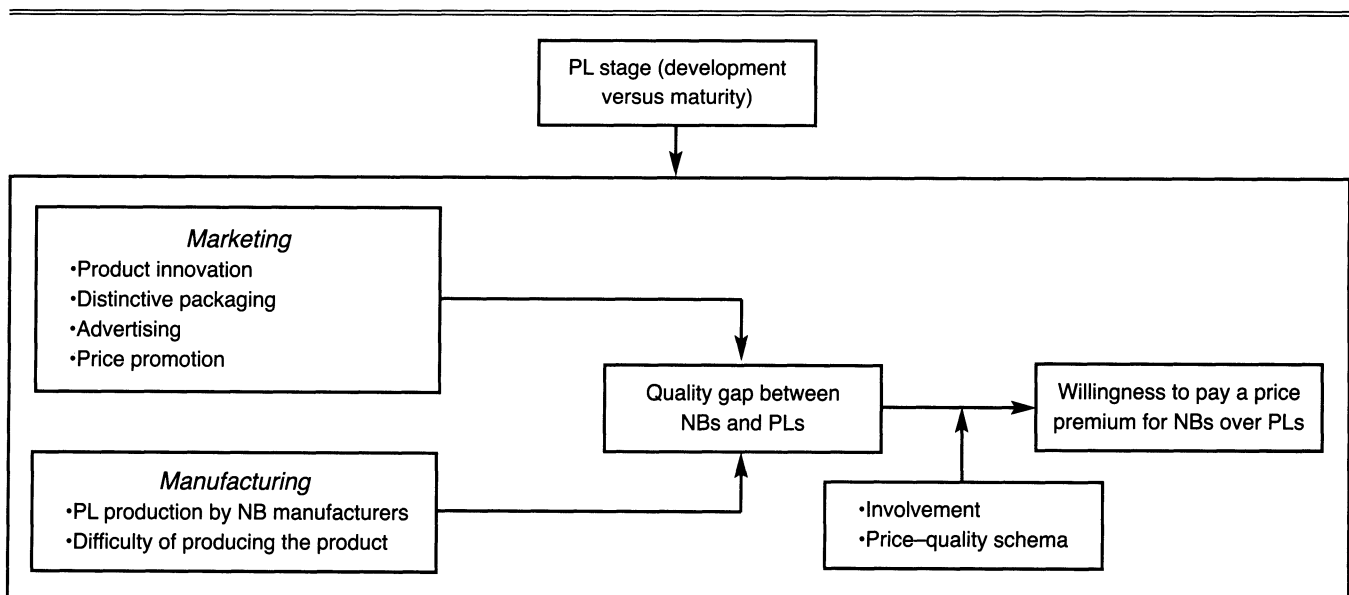 PL stage (development
versus maturity)
Marketing
•Product innovation
•Distinctive packaging
•Advertising
•Price promotion
Quality gap between
NBs and PLs
Willingness to pay a price
premium for NBs over PLs
Manufacturing
•PL production by NB manufacturers
•Difficulty of producing the product
•Involvement
•Price–quality schema